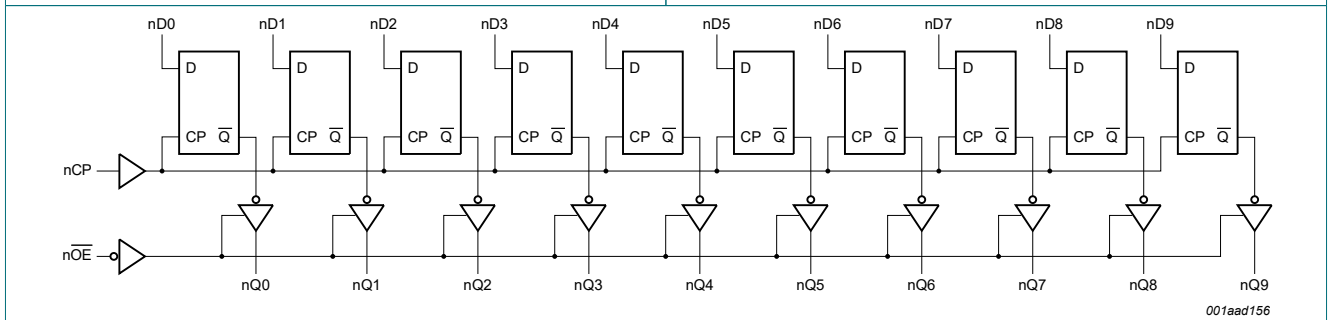 nD0 nD1 nD2 nD3 nD4 nD5 nD6 nD7 nD8 nD9
D D D D D D D D D D
CP Q̅ CP Q̅ CP Q̅ CP Q̅ CP Q̅ CP Q̅ CP Q̅ CP Q̅ CP Q̅ CP Q̅
nCP
nO̅E̅
nQ0 nQ1 nQ2 nQ3 nQ4 nQ5 nQ6 nQ7 nQ8 nQ9
001aad156